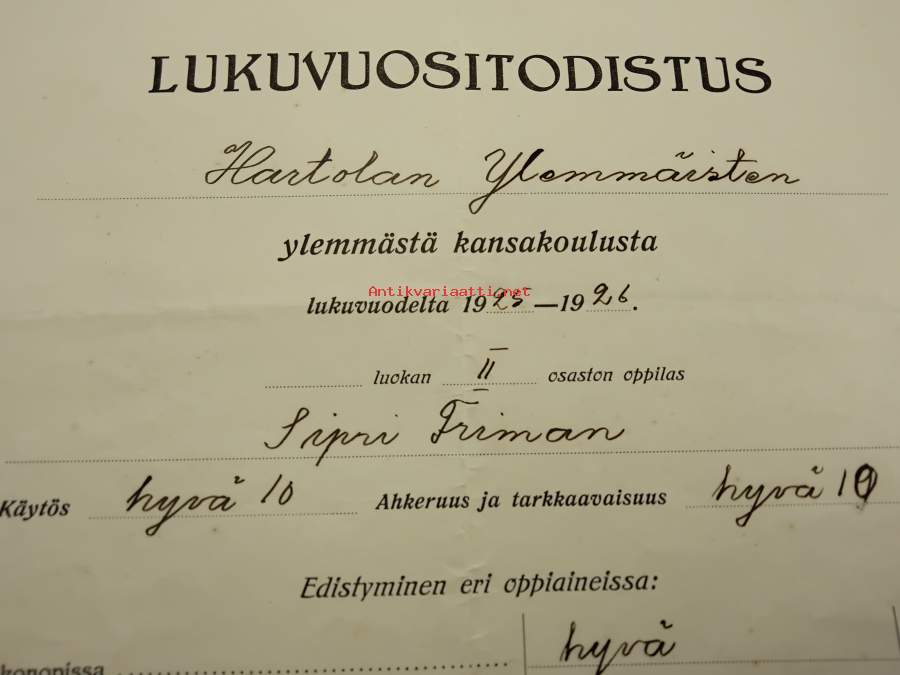 LUKUVUOSITODISTUS
Hartolan Ylemmäisten
ylemmästä kansakoulusta
Antikvariaatti.net
lukuvuodelta 1925—1926.
luokan II osaston oppilas
Sipri Friman
Käytös hyvä 10 Ahkeruus ja tarkkaavaisuus hyvä 10
Edistyminen eri oppiaineissa:
hyvä